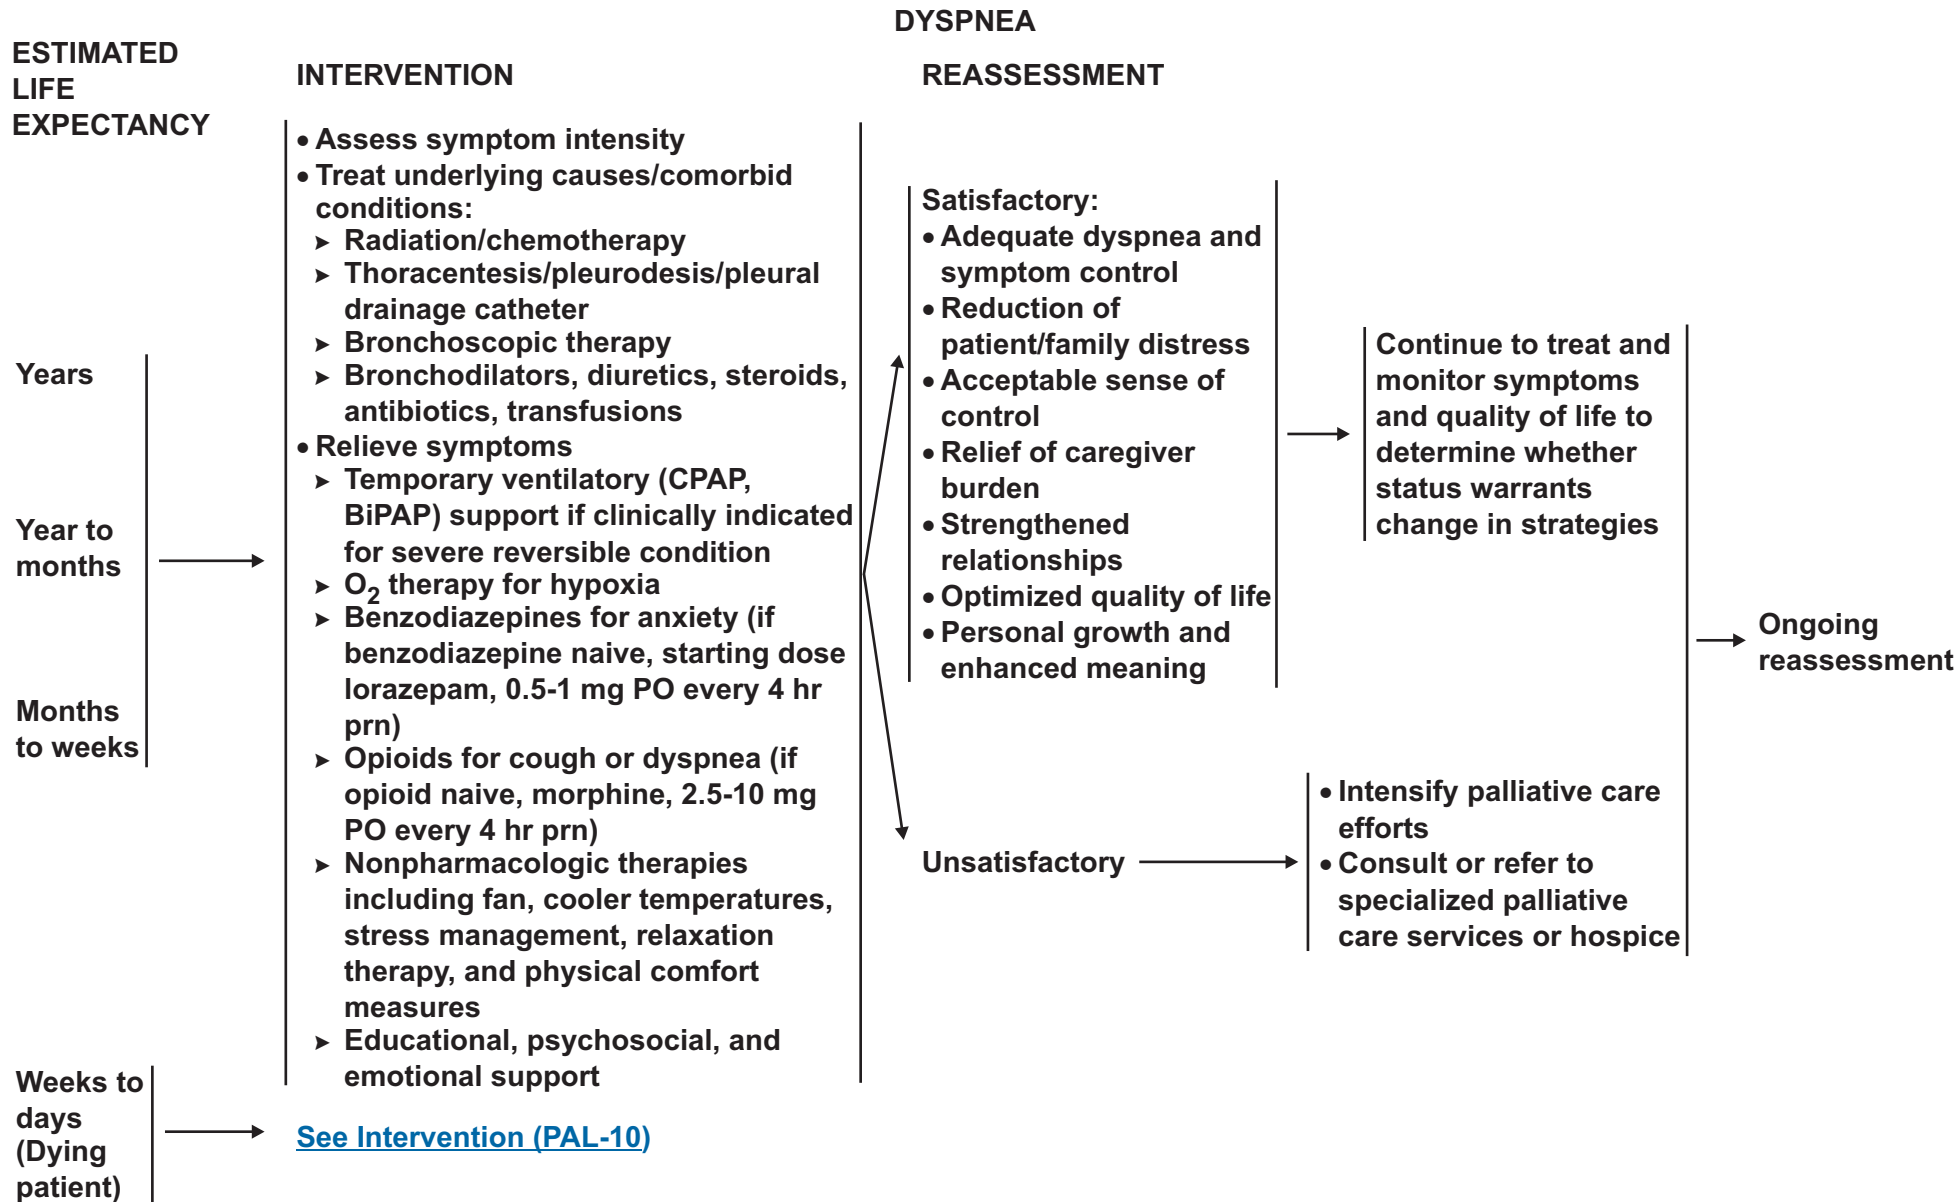 DYSPNEA
ESTIMATED
LIFE
EXPECTANCY
INTERVENTION
REASSESSMENT
Years
Year to
months
Months
to weeks
• Assess symptom intensity
• Treat underlying causes/comorbid
conditions:
➤ Radiation/chemotherapy
➤ Thoracentesis/pleurodesis/pleural
drainage catheter
➤ Bronchoscopic therapy
➤ Bronchodilators, diuretics, steroids,
antibiotics, transfusions
• Relieve symptoms
➤ Temporary ventilatory (CPAP,
BiPAP) support if clinically indicated
for severe reversible condition
➤ O2 therapy for hypoxia
➤ Benzodiazepines for anxiety (if
benzodiazepine naive, starting dose
lorazepam, 0.5-1 mg PO every 4 hr
prn)
➤ Opioids for cough or dyspnea (if
opioid naive, morphine, 2.5-10 mg
PO every 4 hr prn)
➤ Nonpharmacologic therapies
including fan, cooler temperatures,
stress management, relaxation
therapy, and physical comfort
measures
➤ Educational, psychosocial, and
emotional support
Satisfactory:
• Adequate dyspnea and
symptom control
• Reduction of
patient/family distress
• Acceptable sense of
control
• Relief of caregiver
burden
• Strengthened
relationships
• Optimized quality of life
• Personal growth and
enhanced meaning
Continue to treat and
monitor symptoms
and quality of life to
determine whether
status warrants
change in strategies
Unsatisfactory
• Intensify palliative care
efforts
• Consult or refer to
specialized palliative
care services or hospice
Ongoing
reassessment
Weeks to
days
(Dying
patient)
See Intervention (PAL-10)